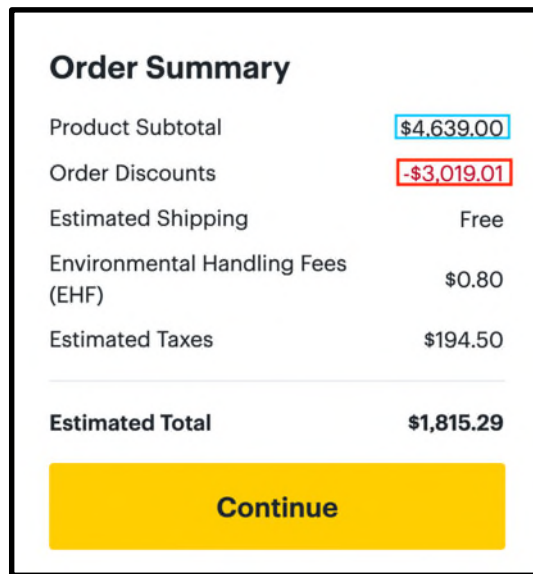 Order Summary
Product Subtotal $4,639.00
Order Discounts -$3,019.01
Estimated Shipping Free
Environmental Handling Fees
(EHF) $0.80
Estimated Taxes $194.50
Estimated Total $1,815.29
Continue